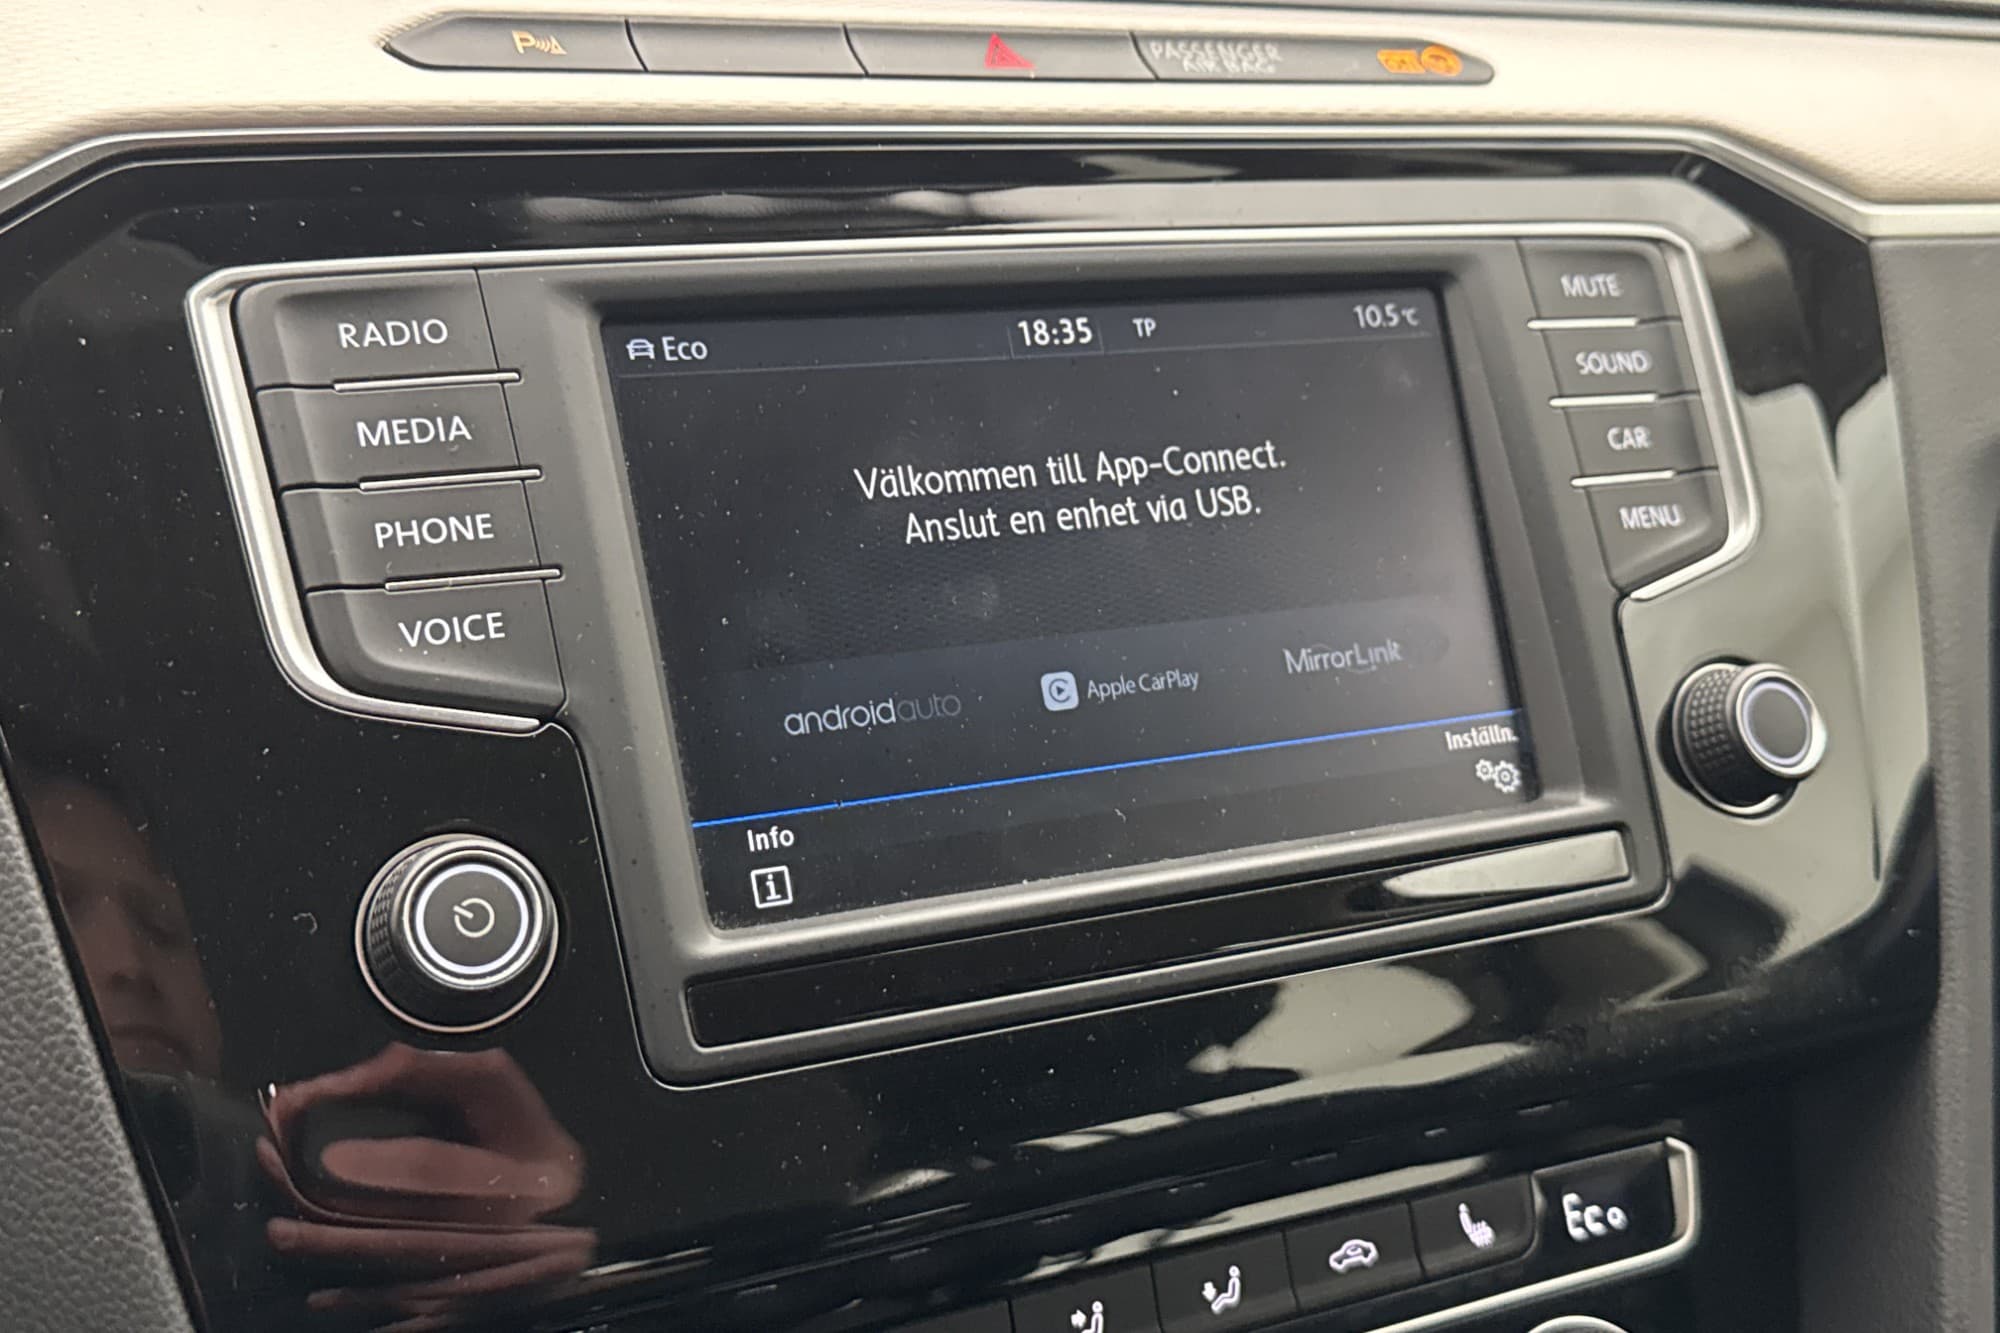 P
PASSENGER
AIR BAG
RADIO
MEDIA
PHONE
VOICE
Eco
18:35
TP
10.5°C
Välkommen till App-Connect.
Anslut en enhet via USB.
androidauto
Apple CarPlay
MirrorLink
Inställn.
Info
MUTE
SOUND
CAR
MENU
Eco